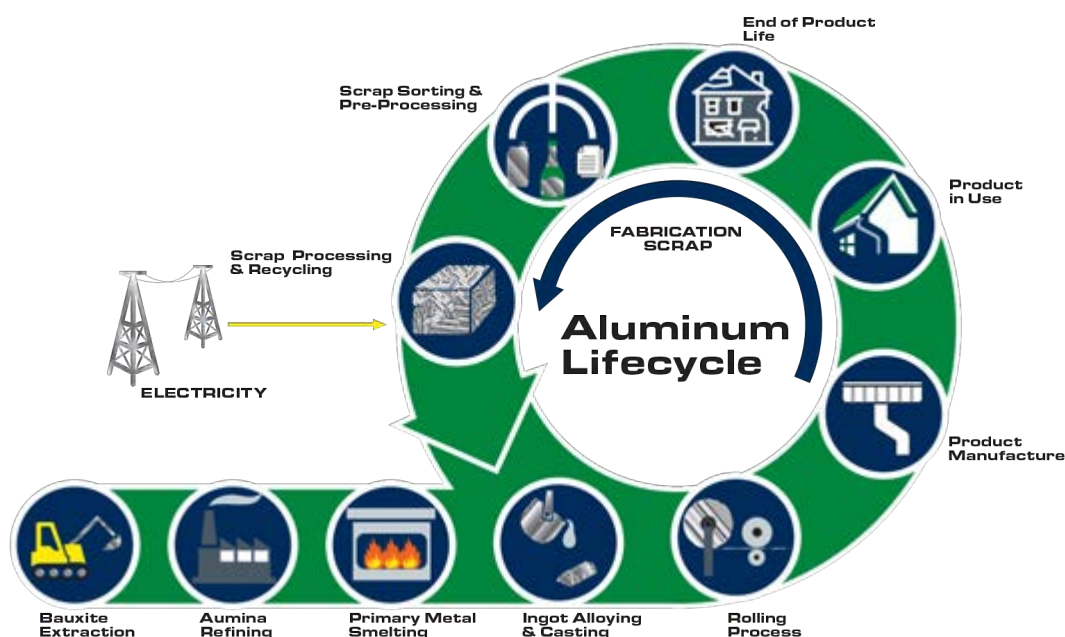 End of Product
Life
Scrap Sorting &
Pre-Processing
Product
in Use
FABRICATION
SCRAP
Scrap Processing
& Recycling
Aluminum
Lifecycle
ELECTRICITY
Product
Manufacture
Bauxite
Extraction
Aumina
Refining
Primary Metal
Smelting
Ingot Alloying
& Casting
Rolling
Process